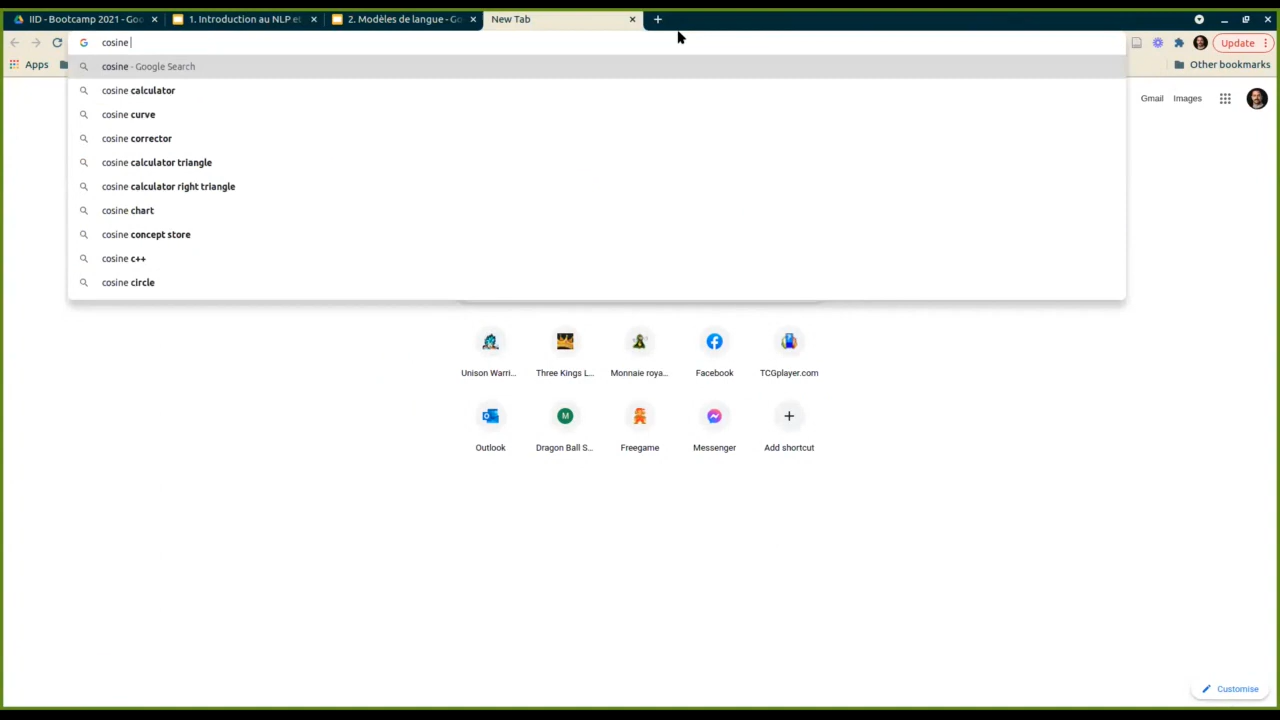 IID - Bootcamp 2021 - Goo
1. Introduction au NLP et
2. Modèles de langue - Go
New Tab
cosine
Update
Apps
Other bookmarks
cosine - Google Search
cosine calculator
cosine curve
cosine corrector
cosine calculator triangle
cosine calculator right triangle
cosine chart
cosine concept store
cosine c++
cosine circle
Gmail Images
Unison Warri...
Three Kings L...
Monnaie roya...
Facebook
TCGplayer.com
M
Outlook
Dragon Ball S...
Freegame
Messenger
Add shortcut
Customise